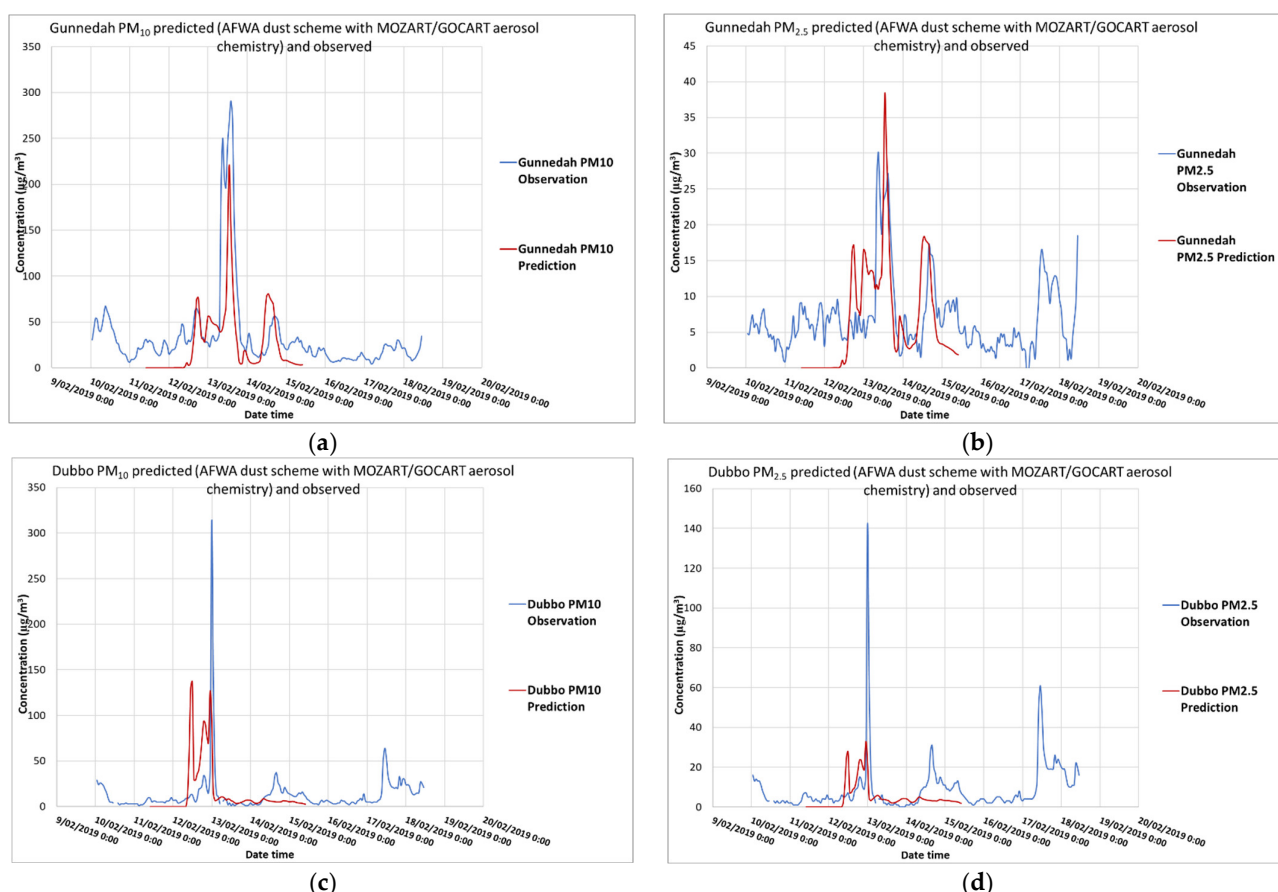 Gunnedah PM10 predicted (AFWA dust scheme with MOZART/GOCART aerosol
chemistry) and observed
350
300
250
200
150
100
50
0
Concentration (µg/m³)
Gunnedah PM10
Observation
Gunnedah PM10
Prediction
9/02/2019 0:00
10/02/2019 0:00
11/02/2019 0:00
12/02/2019 0:00
13/02/2019 0:00
14/02/2019 0:00
15/02/2019 0:00
16/02/2019 0:00
17/02/2019 0:00
18/02/2019 0:00
19/02/2019 0:00
20/02/2019 0:00
Date time
(a)
Gunnedah PM2.5 predicted (AFWA dust scheme with MOZART/GOCART aerosol
chemistry) and observed
45
40
35
30
25
20
15
10
5
0
Concentration (µg/m³)
Gunnedah
PM2.5
Observation
Gunnedah
PM2.5 Prediction
9/02/2019 0:00
10/02/2019 0:00
11/02/2019 0:00
12/02/2019 0:00
13/02/2019 0:00
14/02/2019 0:00
15/02/2019 0:00
16/02/2019 0:00
17/02/2019 0:00
18/02/2019 0:00
19/02/2019 0:00
20/02/2019 0:00
Date time
(b)
Dubbo PM10 predicted (AFWA dust scheme with MOZART/GOCART aerosol
chemistry) and observed
350
300
250
200
150
100
50
0
Concentration (µg/m³)
Dubbo PM10
Observation
Dubbo PM10
Prediction
9/02/2019 0:00
10/02/2019 0:00
11/02/2019 0:00
12/02/2019 0:00
13/02/2019 0:00
14/02/2019 0:00
15/02/2019 0:00
16/02/2019 0:00
17/02/2019 0:00
18/02/2019 0:00
19/02/2019 0:00
20/02/2019 0:00
Date time
(c)
Dubbo PM2.5 predicted (AFWA dust scheme with MOZART/GOCART aerosol
chemistry) and observed
160
140
120
100
80
60
40
20
0
Concentration (µg/m³)
Dubbo PM2.5
Observation
Dubbo PM2.5
Prediction
9/02/2019 0:00
10/02/2019 0:00
11/02/2019 0:00
12/02/2019 0:00
13/02/2019 0:00
14/02/2019 0:00
15/02/2019 0:00
16/02/2019 0:00
17/02/2019 0:00
18/02/2019 0:00
19/02/2019 0:00
20/02/2019 0:00
Date time
(d)